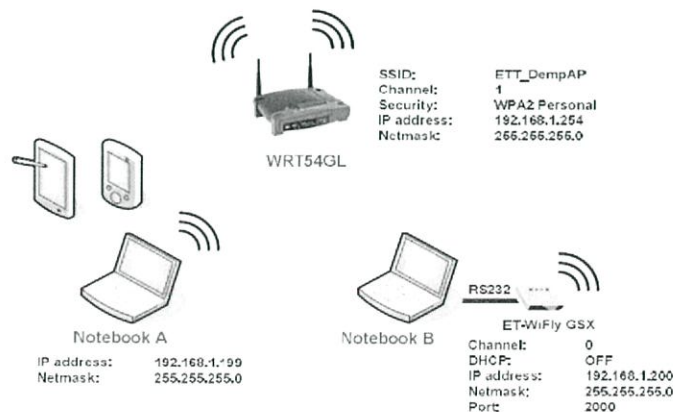 SSID: ETT_DempAP
Channel: 1
Security: WPA2 Personal
IP address: 192.168.1.254
Netmask: 255.255.255.0
WRT54GL
Notebook A
IP address: 192.168.1.199
Netmask: 255.255.255.0
RS232
Notebook B
ET-WiFly GSX
Channel: 0
DHCP: OFF
IP address: 192.168.1.200
Netmask: 255.255.255.0
Port: 2000